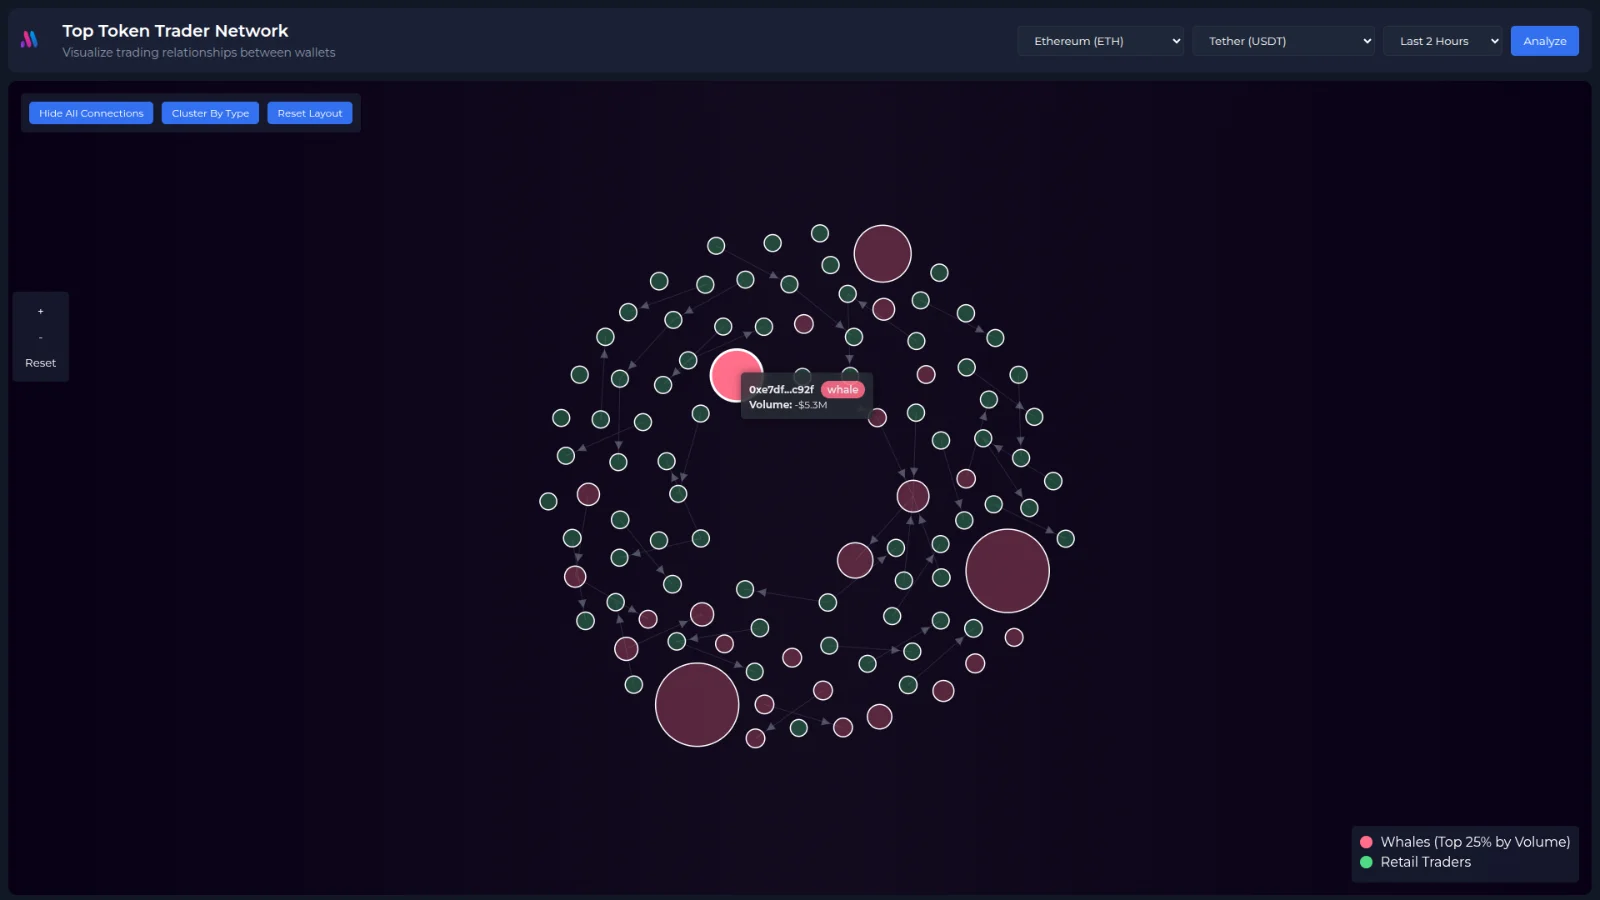 Top Token Trader Network
Visualize trading relationships between wallets
Ethereum (ETH)
Tether (USDT)
Last 2 Hours
Analyze
Hide All Connections
Cluster By Type
Reset Layout
+
-
Reset
0xe7df...c92f whale
Volume: -$5.3M
Whales (Top 25% by Volume)
Retail Traders